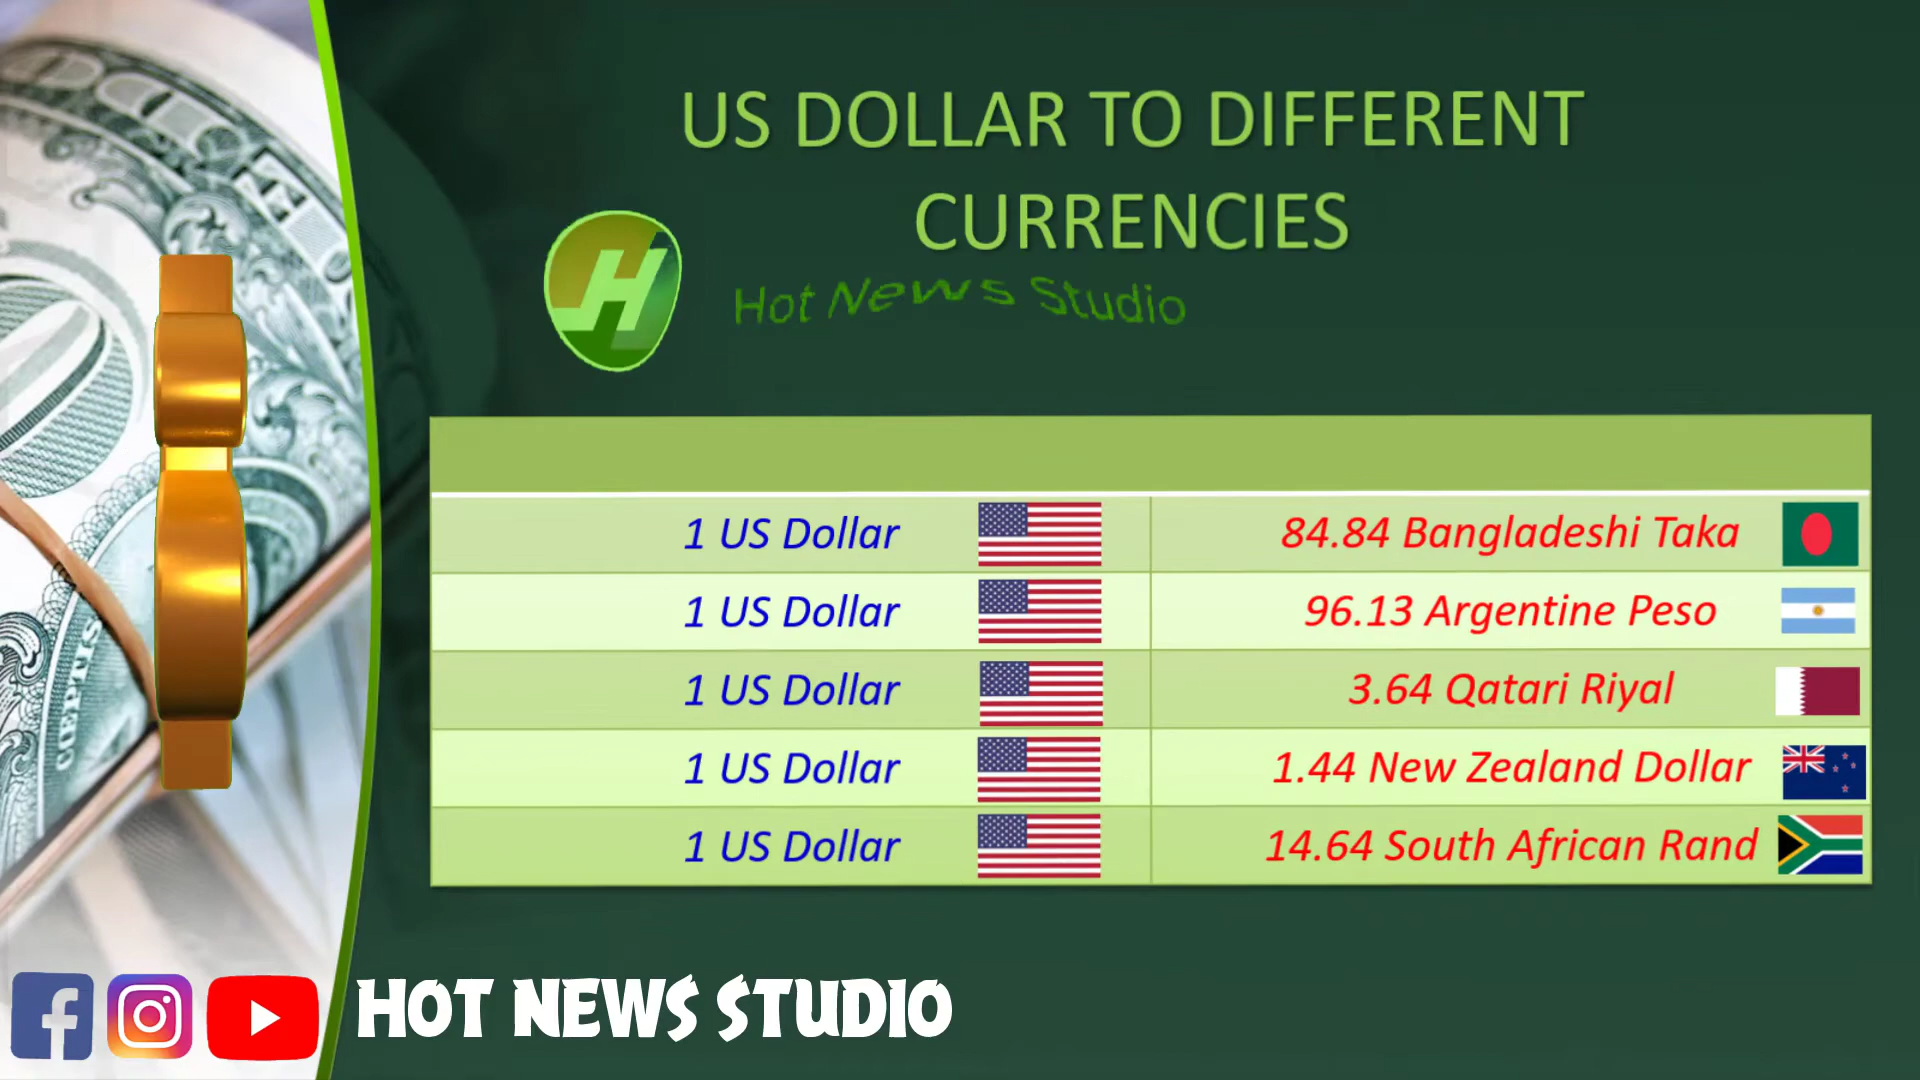 US DOLLAR TO DIFFERENT
CURRENCIES
H
Hot News Studio
1 US Dollar 84.84 Bangladeshi Taka
1 US Dollar 96.13 Argentine Peso
1 US Dollar 3.64 Qatari Riyal
1 US Dollar 1.44 New Zealand Dollar
1 US Dollar 14.64 South African Rand
HOT NEWS STUDIO